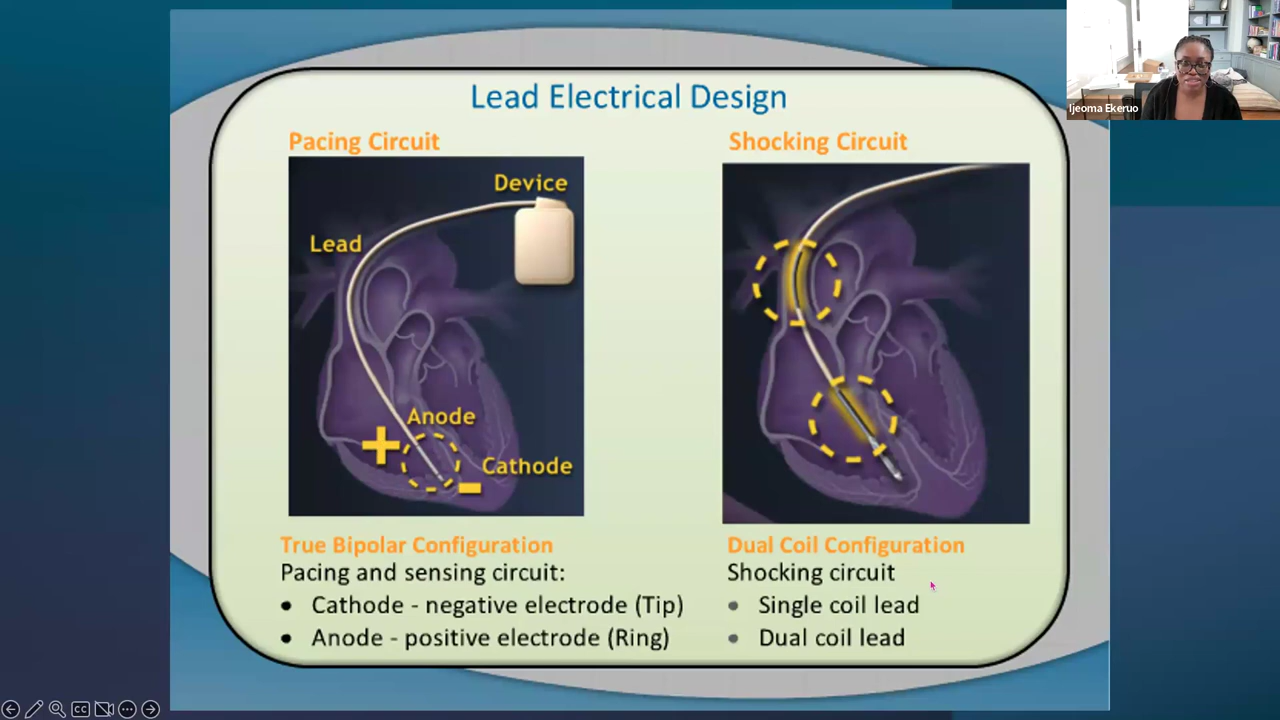 Ijeoma Ekeruo
Lead Electrical Design
Pacing Circuit
Device
Lead
Anode
+
Cathode
-
True Bipolar Configuration
Pacing and sensing circuit:
• Cathode - negative electrode (Tip)
• Anode - positive electrode (Ring)
Shocking Circuit
Dual Coil Configuration
Shocking circuit
• Single coil lead
• Dual coil lead
CC